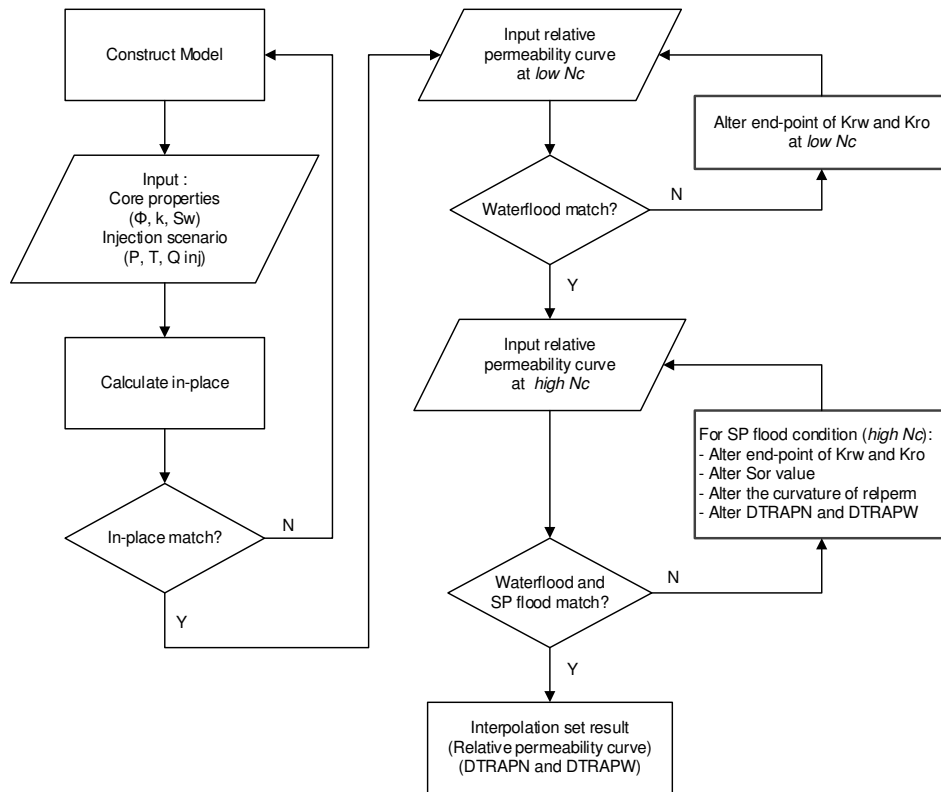 Construct Model
Input :
Core properties
(Φ, k, Sw)
Injection scenario
(P, T, Q inj)
Calculate in-place
In-place match?
N
Y
Input relative
permeability curve
at low Nc
Alter end-point of Krw and Kro
at low Nc
Waterflood match?
N
Y
Input relative
permeability curve
at high Nc
For SP flood condition (high Nc):
- Alter end-point of Krw and Kro
- Alter Sor value
- Alter the curvature of relperm
- Alter DTRAPN and DTRAPW
Waterflood and
SP flood match?
N
Y
Interpolation set result
(Relative permeability curve)
(DTRAPN and DTRAPW)